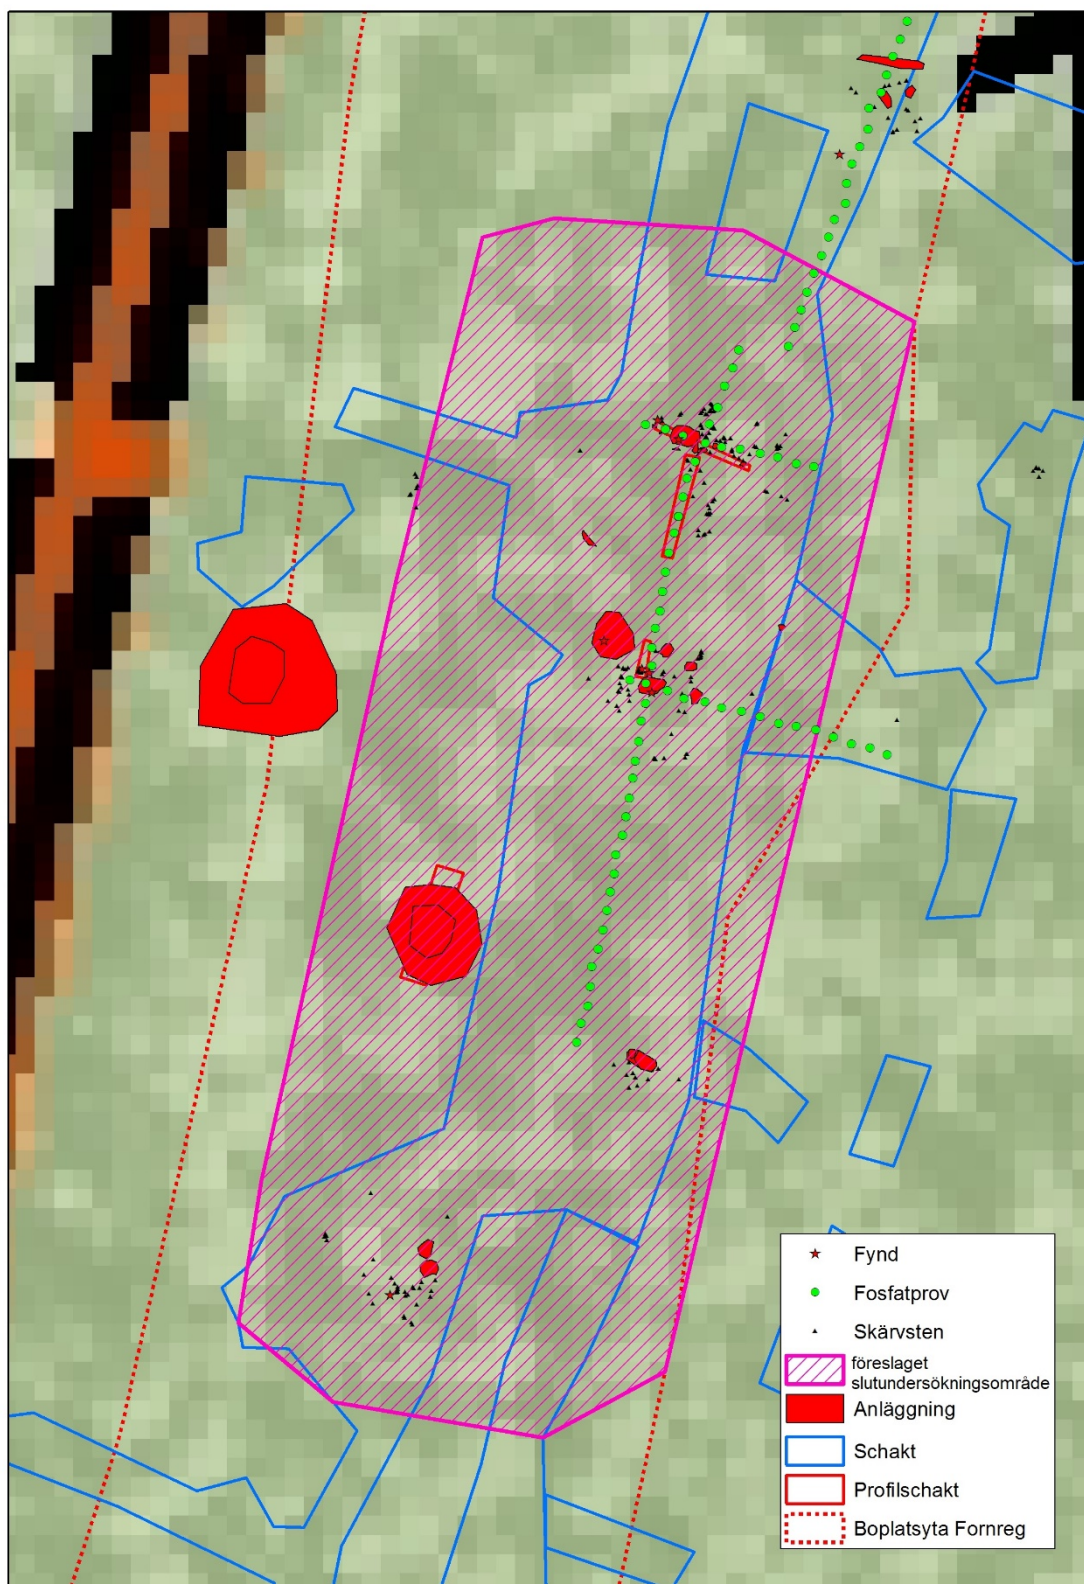 Fynd
Fosfatprov
Skärvsten
föreslaget
slutundersökningsområde
Anläggning
Schakt
Profilschakt
Boplatsyta Fornreg